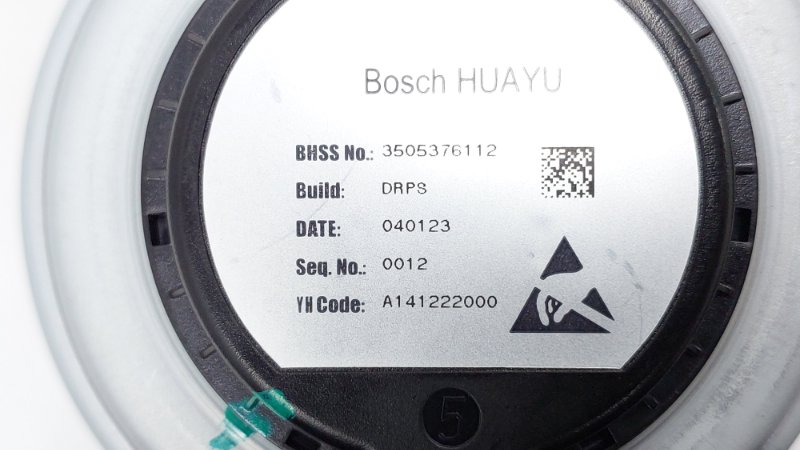 Bosch HUAYU
BHSS No.: 3505376112
Build: DRPS
DATE: 040123
Seq. No.: 0012
YH Code: A141222000
5